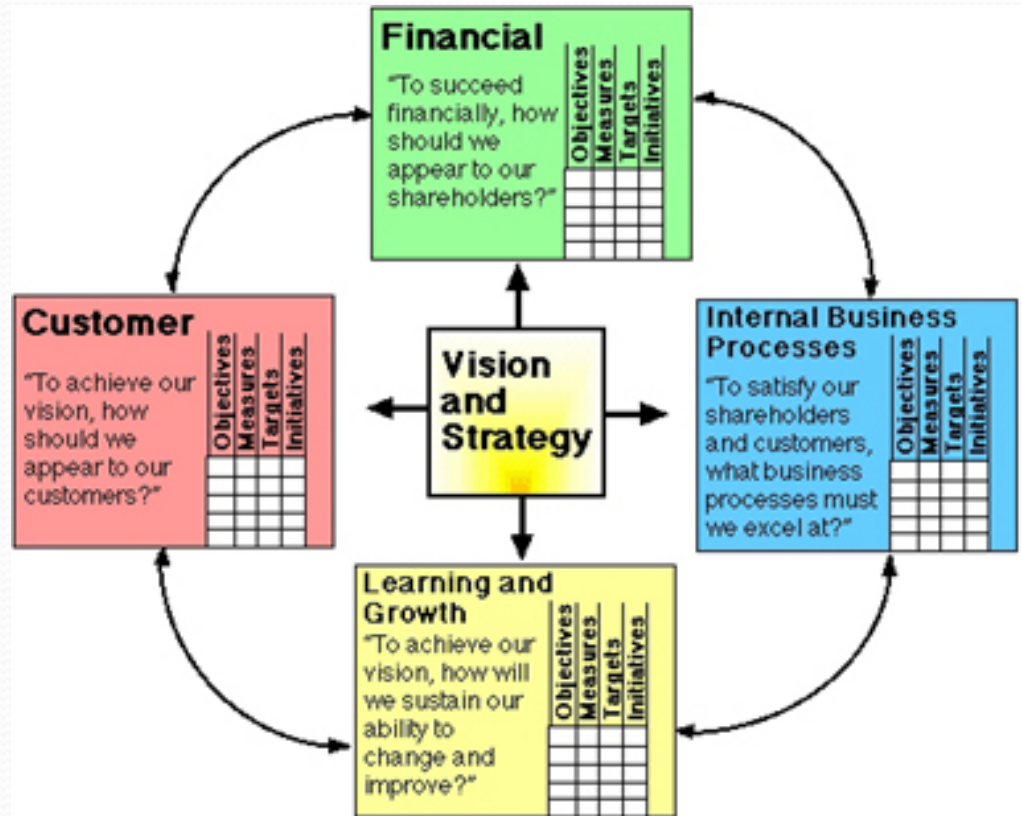 Financial
"To succeed
financially, how
should we
appear to our
shareholders?"
Objectives
Measures
Targets
Initiatives
Customer
"To achieve our
vision, how
should we
appear to our
customers?"
Objectives
Measures
Targets
Initiatives
Vision
and
Strategy
Internal Business
Processes
"To satisfy our
shareholders
and customers,
what business
processes must
we excel at?"
Objectives
Measures
Targets
Initiatives
Learning and
Growth
"To achieve our
vision, how will
we sustain our
ability to
change and
improve?"
Objectives
Measures
Targets
Initiatives